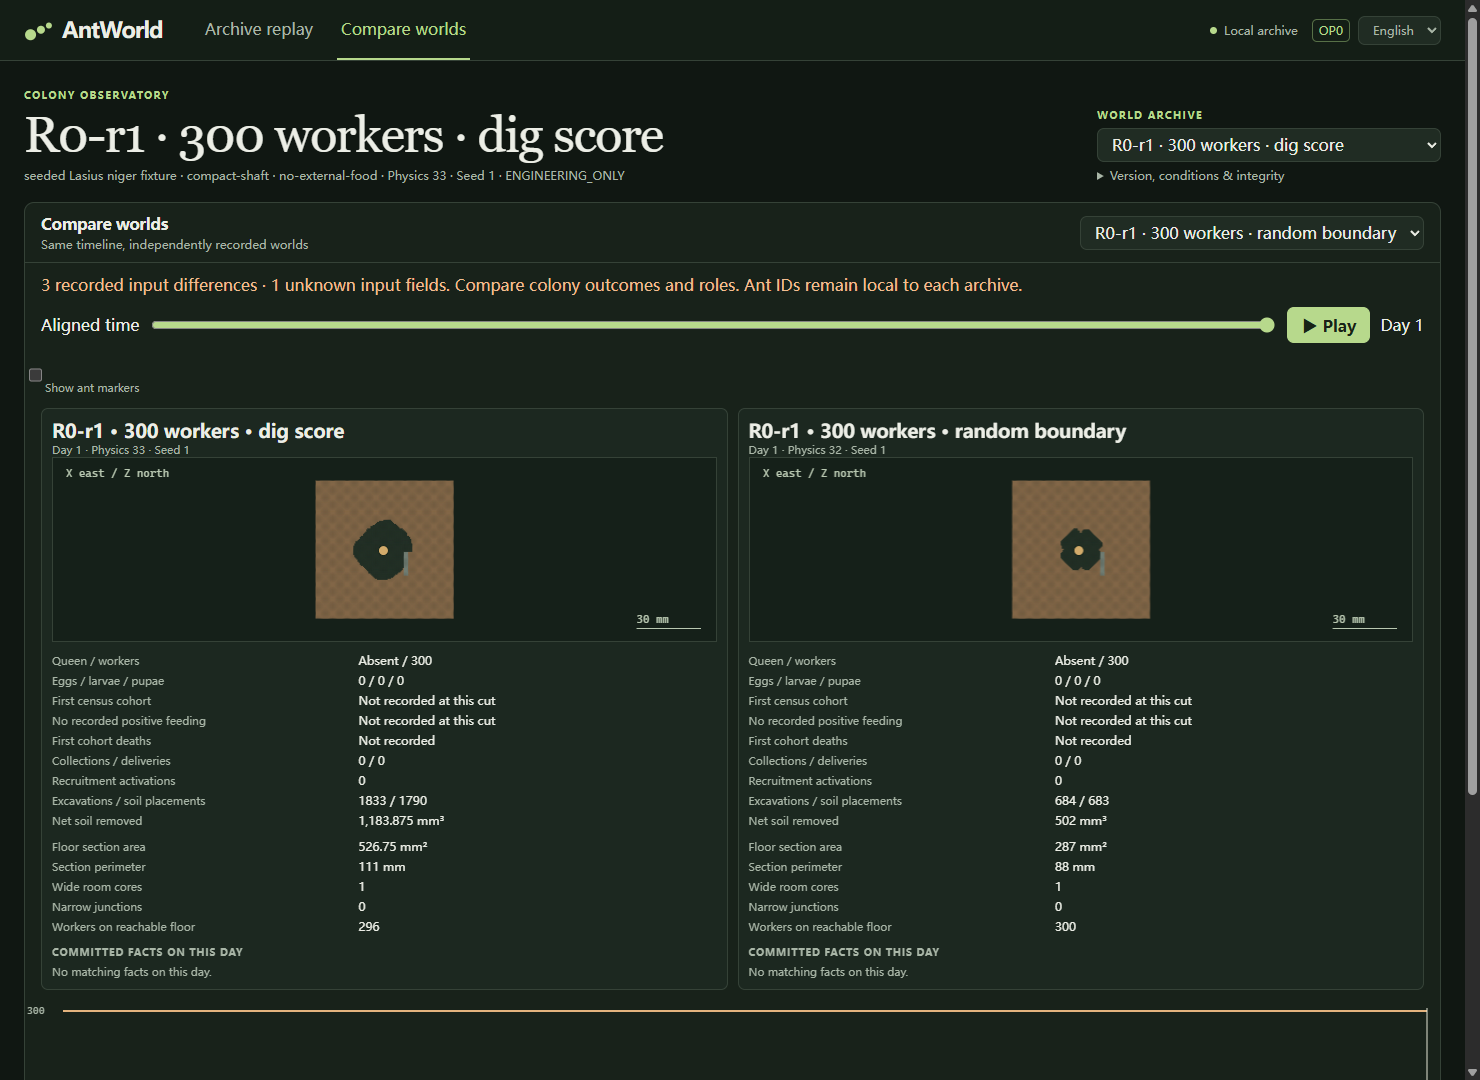 AntWorld
Archive replay
Compare worlds
Local archive
OP0
English
COLONY OBSERVATORY
R0-r1 · 300 workers · dig score
seeded Lasius niger fixture · compact-shaft · no-external-food · Physics 33 · Seed 1 · ENGINEERING_ONLY
WORLD ARCHIVE
R0-r1 · 300 workers · dig score
Version, conditions & integrity
Compare worlds
Same timeline, independently recorded worlds
R0-r1 · 300 workers · random boundary
3 recorded input differences · 1 unknown input fields. Compare colony outcomes and roles. Ant IDs remain local to each archive.
Aligned time
▶ Play
Day 1
Show ant markers
R0-r1 • 300 workers • dig score
Day 1 · Physics 33 · Seed 1
X east / Z north
30 mm
Queen / workers Absent / 300
Eggs / larvae / pupae 0 / 0 / 0
First census cohort Not recorded at this cut
No recorded positive feeding Not recorded at this cut
First cohort deaths Not recorded
Collections / deliveries 0 / 0
Recruitment activations 0
Excavations / soil placements 1833 / 1790
Net soil removed 1,183.875 mm³
Floor section area 526.75 mm²
Section perimeter 111 mm
Wide room cores 1
Narrow junctions 0
Workers on reachable floor 296
COMMITTED FACTS ON THIS DAY
No matching facts on this day.
R0-r1 • 300 workers • random boundary
Day 1 · Physics 32 · Seed 1
X east / Z north
30 mm
Queen / workers Absent / 300
Eggs / larvae / pupae 0 / 0 / 0
First census cohort Not recorded at this cut
No recorded positive feeding Not recorded at this cut
First cohort deaths Not recorded
Collections / deliveries 0 / 0
Recruitment activations 0
Excavations / soil placements 684 / 683
Net soil removed 502 mm³
Floor section area 287 mm²
Section perimeter 88 mm
Wide room cores 1
Narrow junctions 0
Workers on reachable floor 300
COMMITTED FACTS ON THIS DAY
No matching facts on this day.
300